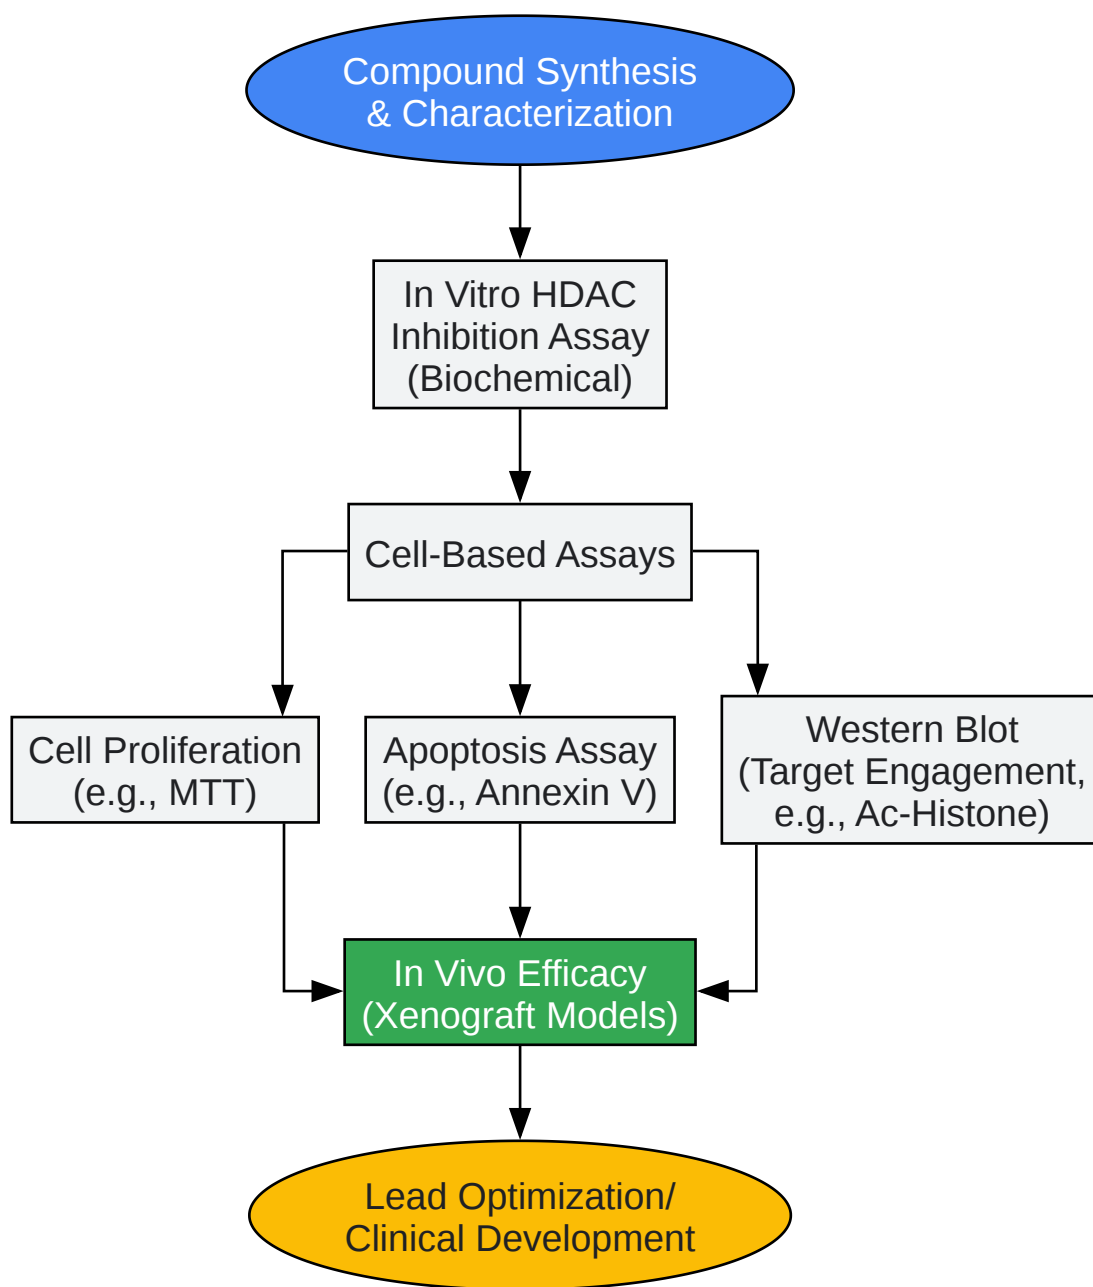 Compound Synthesis
& Characterization
In Vitro HDAC
Inhibition Assay
(Biochemical)
Cell-Based Assays
Cell Proliferation
(e.g., MTT)
Apoptosis Assay
(e.g., Annexin V)
Western Blot
(Target Engagement,
e.g., Ac-Histone)
In Vivo Efficacy
(Xenograft Models)
Lead Optimization/
Clinical Development